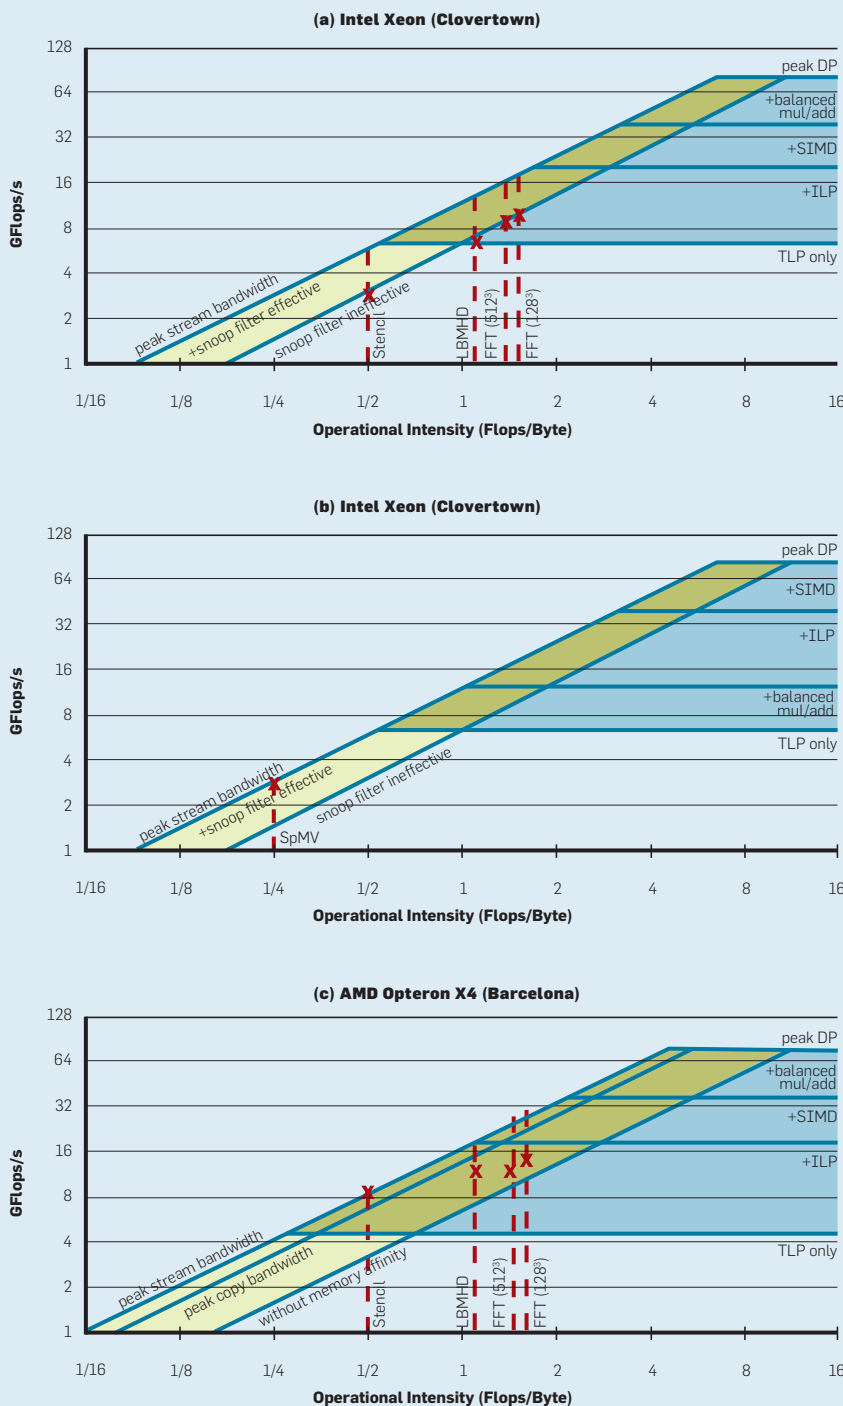 (a) Intel Xeon (Clovertown)
128
64
32
16
8
4
2
1
GFlops/s
peak DP
+balanced
mul/add
+SIMD
+ILP
TLP only
peak stream bandwidth
+snoop filter effective
snoop filter ineffective
Stencil
LBMHD
FFT (512³)
FFT (128³)
1/16 1/8 1/4 1/2 1 2 4 8 16
Operational Intensity (Flops/Byte)
(b) Intel Xeon (Clovertown)
128
64
32
16
8
4
2
1
GFlops/s
peak DP
+SIMD
+ILP
+balanced
mul/add
TLP only
peak stream bandwidth
+snoop filter effective
snoop filter ineffective
SpMV
1/16 1/8 1/4 1/2 1 2 4 8 16
Operational Intensity (Flops/Byte)
(c) AMD Opteron X4 (Barcelona)
128
64
32
16
8
4
2
1
GFlops/s
peak DP
+balanced
mul/add
+SIMD
+ILP
TLP only
peak stream bandwidth
peak copy bandwidth
without memory affinity
Stencil
LBMHD
FFT (512³)
FFT (128³)
1/16 1/8 1/4 1/2 1 2 4 8 16
Operational Intensity (Flops/Byte)